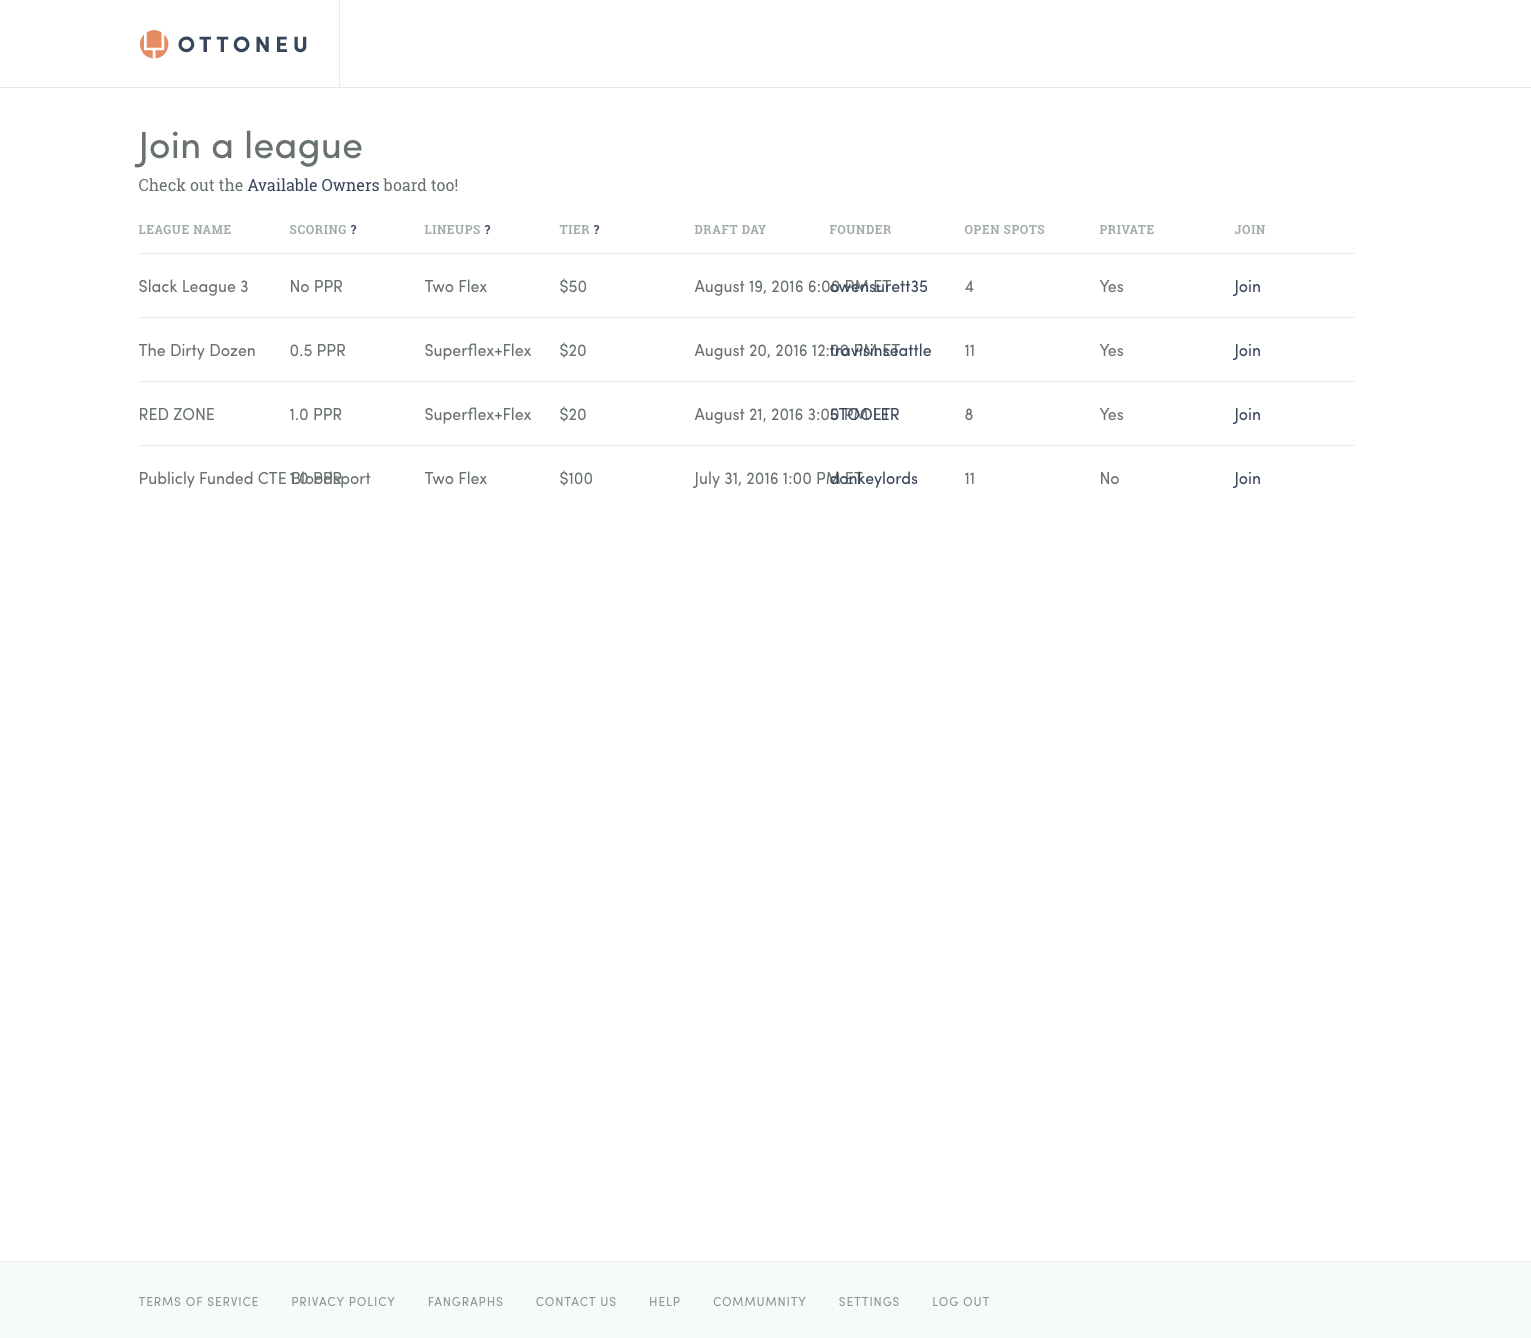 OTTONEU
Join a league
Check out the Available Owners board too!
LEAGUE NAME SCORING ? LINEUPS ? TIER ? DRAFT DAY FOUNDER OPEN SPOTS PRIVATE JOIN
Slack League 3 No PPR Two Flex $50 August 19, 2016 6:00 PM ET owensurett35 4 Yes Join
The Dirty Dozen 0.5 PPR Superflex+Flex $20 August 20, 2016 12:00 PM ET travisinseattle 11 Yes Join
RED ZONE 1.0 PPR Superflex+Flex $20 August 21, 2016 3:00 PM ET 8 Yes Join
Publicly Funded CTE Bloodsport 1.0 PPR Two Flex $100 July 31, 2016 1:00 PM ET donkeylords 11 No Join
TERMS OF SERVICE PRIVACY POLICY FANGRAPHS CONTACT US HELP COMMUMNITY SETTINGS LOG OUT